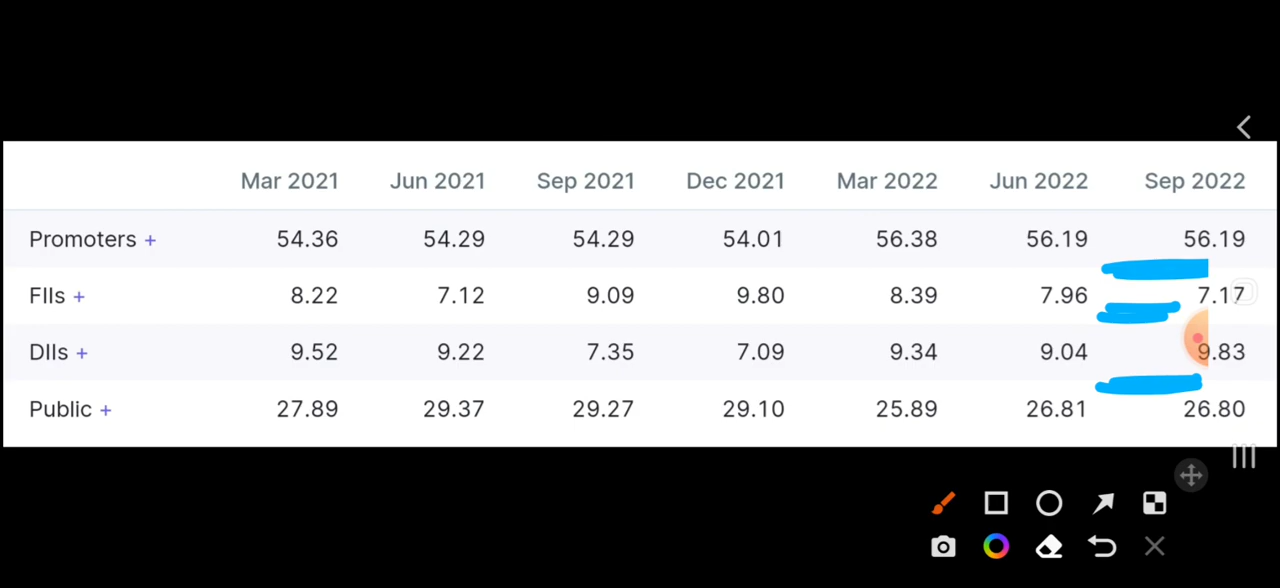 Mar 2021 Jun 2021 Sep 2021 Dec 2021 Mar 2022 Jun 2022 Sep 2022
Promoters + 54.36 54.29 54.29 54.01 56.38 56.19 56.19
FIIs + 8.22 7.12 9.09 9.80 8.39 7.96 7.17
DIIs + 9.52 9.22 7.35 7.09 9.34 9.04 9.83
Public + 27.89 29.37 29.27 29.10 25.89 26.81 26.80